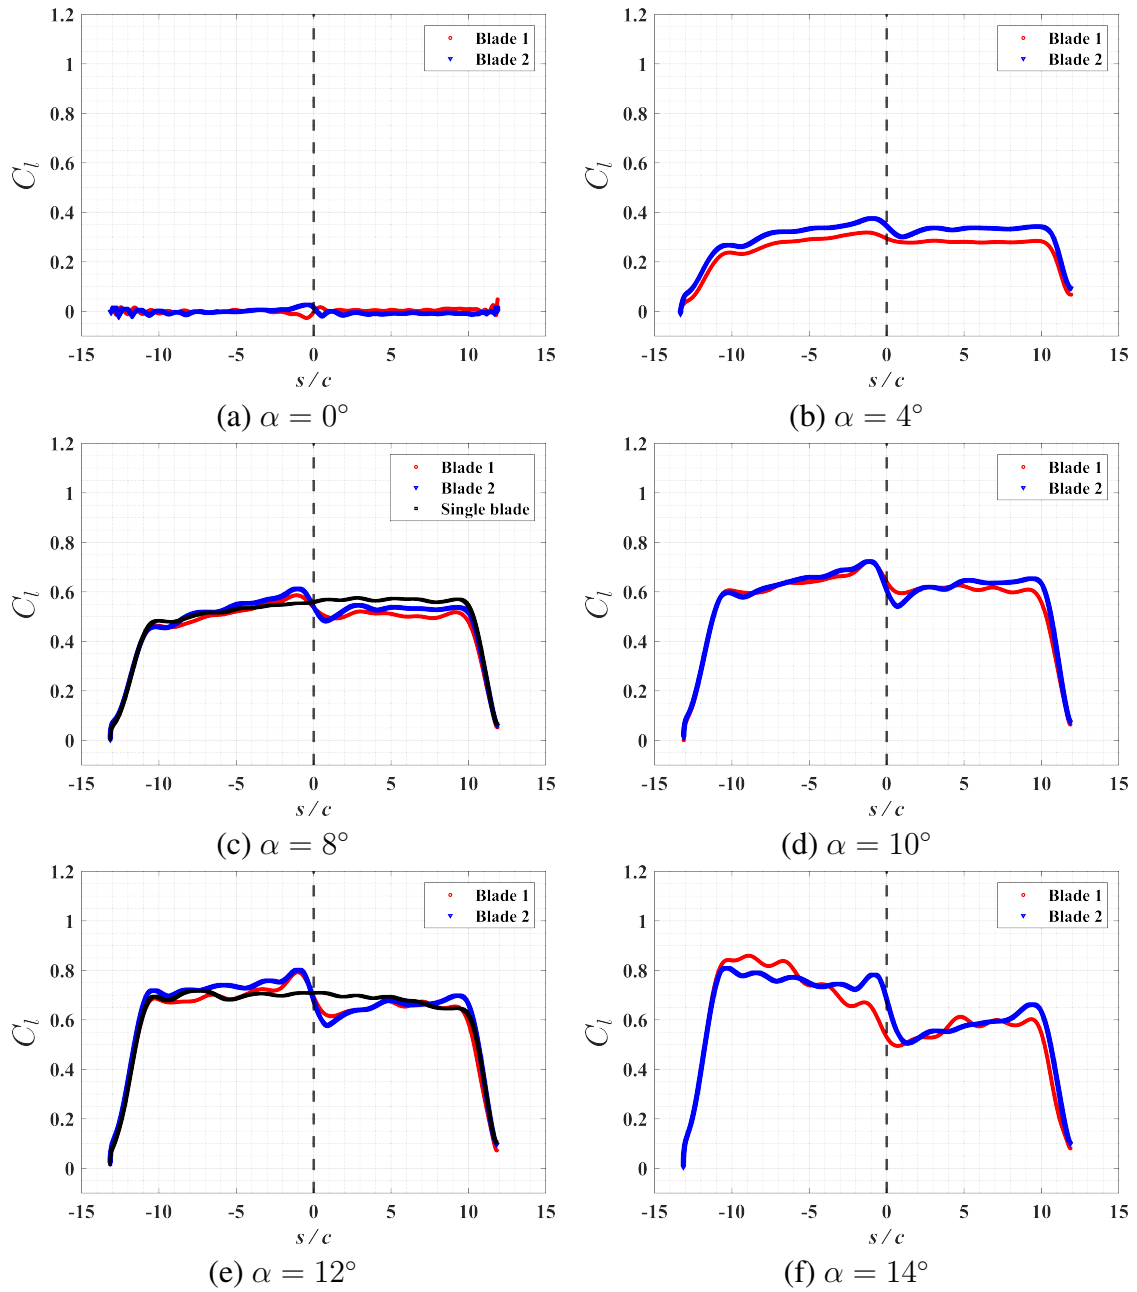 1.2
1
0.8
0.6
0.4
0.2
0
C_l
-15 -10 -5 0 5 10 15
s / c
Blade 1
Blade 2
(a) α = 0°
1.2
1
0.8
0.6
0.4
0.2
0
C_l
-15 -10 -5 0 5 10 15
s / c
Blade 1
Blade 2
(b) α = 4°
1.2
1
0.8
0.6
0.4
0.2
0
C_l
-15 -10 -5 0 5 10 15
s / c
Blade 1
Blade 2
Single blade
(c) α = 8°
1.2
1
0.8
0.6
0.4
0.2
0
C_l
-15 -10 -5 0 5 10 15
s / c
Blade 1
Blade 2
(d) α = 10°
1.2
1
0.8
0.6
0.4
0.2
0
C_l
-15 -10 -5 0 5 10 15
s / c
Blade 1
Blade 2
(e) α = 12°
1.2
1
0.8
0.6
0.4
0.2
0
C_l
-15 -10 -5 0 5 10 15
s / c
Blade 1
Blade 2
(f) α = 14°